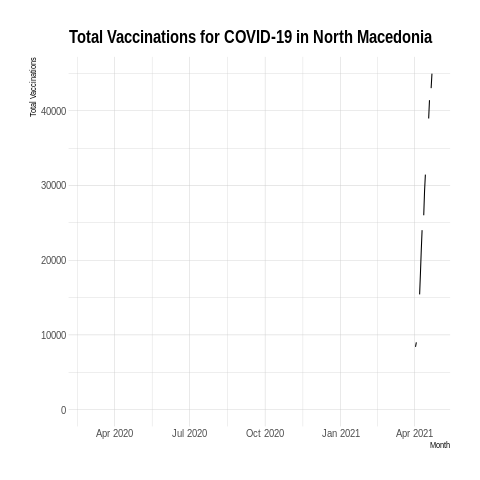 Total Vaccinations for COVID-19 in North Macedonia
Total Vaccinations
40000
30000
20000
10000
0
Apr 2020 Jul 2020 Oct 2020 Jan 2021 Apr 2021
Month